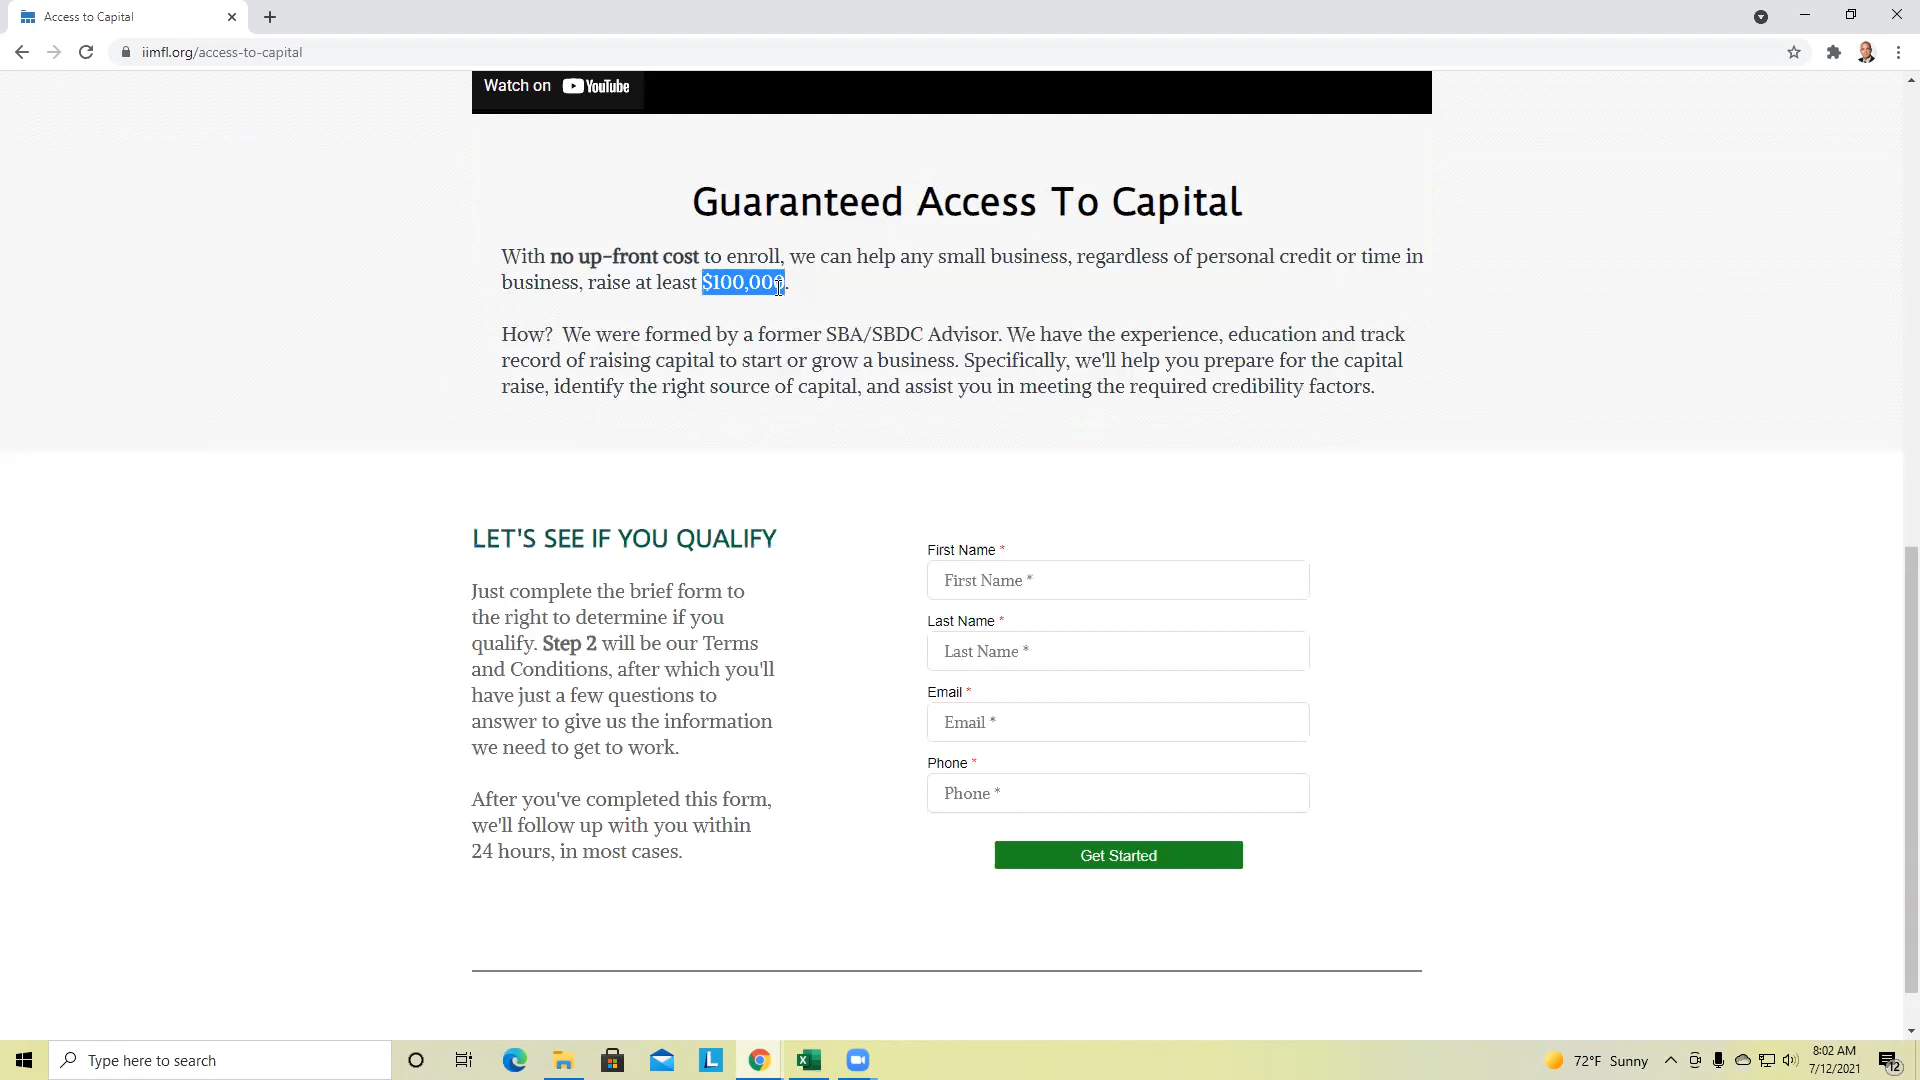 Access to Capital
iimfl.org/access-to-capital
Watch on YouTube
Guaranteed Access To Capital
With no up-front cost to enroll, we can help any small business, regardless of personal credit or time in
business, raise at least $100,000.
How? We were formed by a former SBA/SBDC Advisor. We have the experience, education and track
record of raising capital to start or grow a business. Specifically, we'll help you prepare for the capital
raise, identify the right source of capital, and assist you in meeting the required credibility factors.
LET'S SEE IF YOU QUALIFY
Just complete the brief form to
the right to determine if you
qualify. Step 2 will be our Terms
and Conditions, after which you'll
have just a few questions to
answer to give us the information
we need to get to work.
After you've completed this form,
we'll follow up with you within
24 hours, in most cases.
First Name *
First Name *
Last Name *
Last Name *
Email *
Email *
Phone *
Phone *
Get Started
Type here to search
L
X
72°F Sunny
8:02 AM
7/12/2021
12